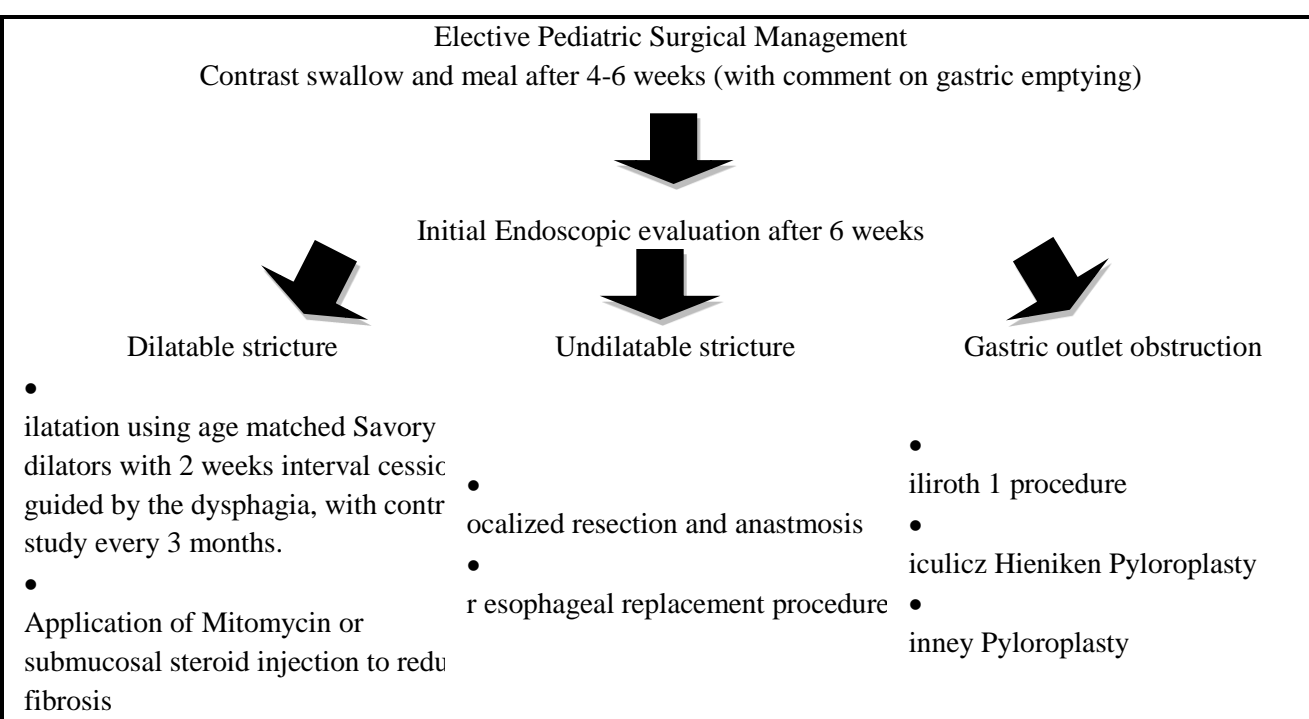 Elective Pediatric Surgical Management
Contrast swallow and meal after 4-6 weeks (with comment on gastric emptying)
Initial Endoscopic evaluation after 6 weeks
Dilatable stricture
•
ilatation using age matched Savory
dilators with 2 weeks interval cessio
guided by the dysphagia, with contr
study every 3 months.
•
Application of Mitomycin or
submucosal steroid injection to redu
fibrosis
Undilatable stricture
•
ocalized resection and anastmosis
•
r esophageal replacement procedure
Gastric outlet obstruction
•
iliroth 1 procedure
•
iculicz Hieniken Pyloroplasty
•
inney Pyloroplasty